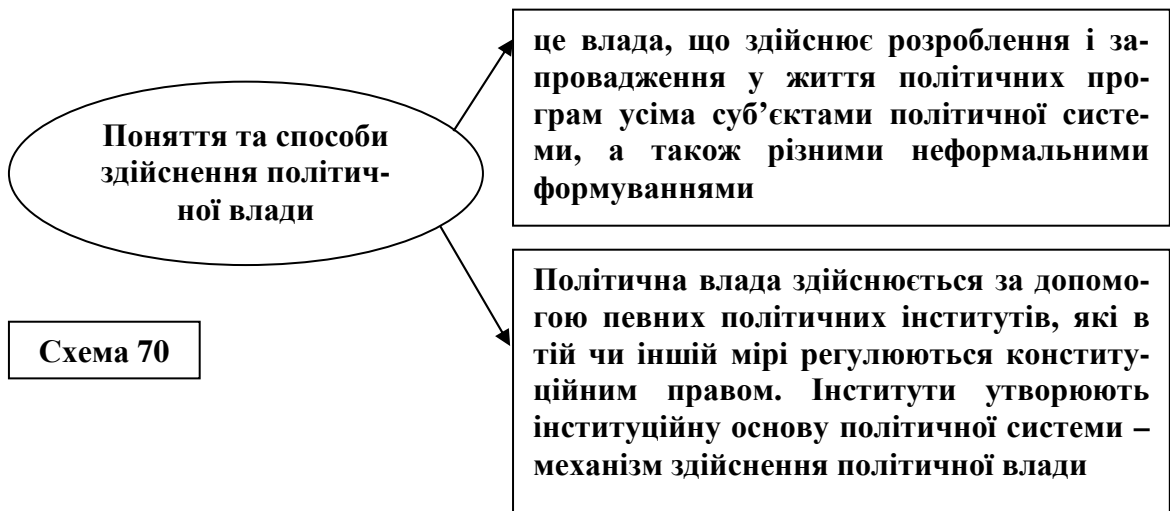 Поняття та способи
здійснення політич-
ної влади
це влада, що здійснює розроблення і за-
провадження у життя політичних про-
грам усіма суб’єктами політичної систе-
ми, а також різними неформальними
формуваннями
Політична влада здійснюється за допомо-
гою певних політичних інститутів, які в
тій чи іншій мірі регулюються конститу-
ційним правом. Інститути утворюють
інституційну основу політичної системи –
механізм здійснення політичної влади
Схема 70